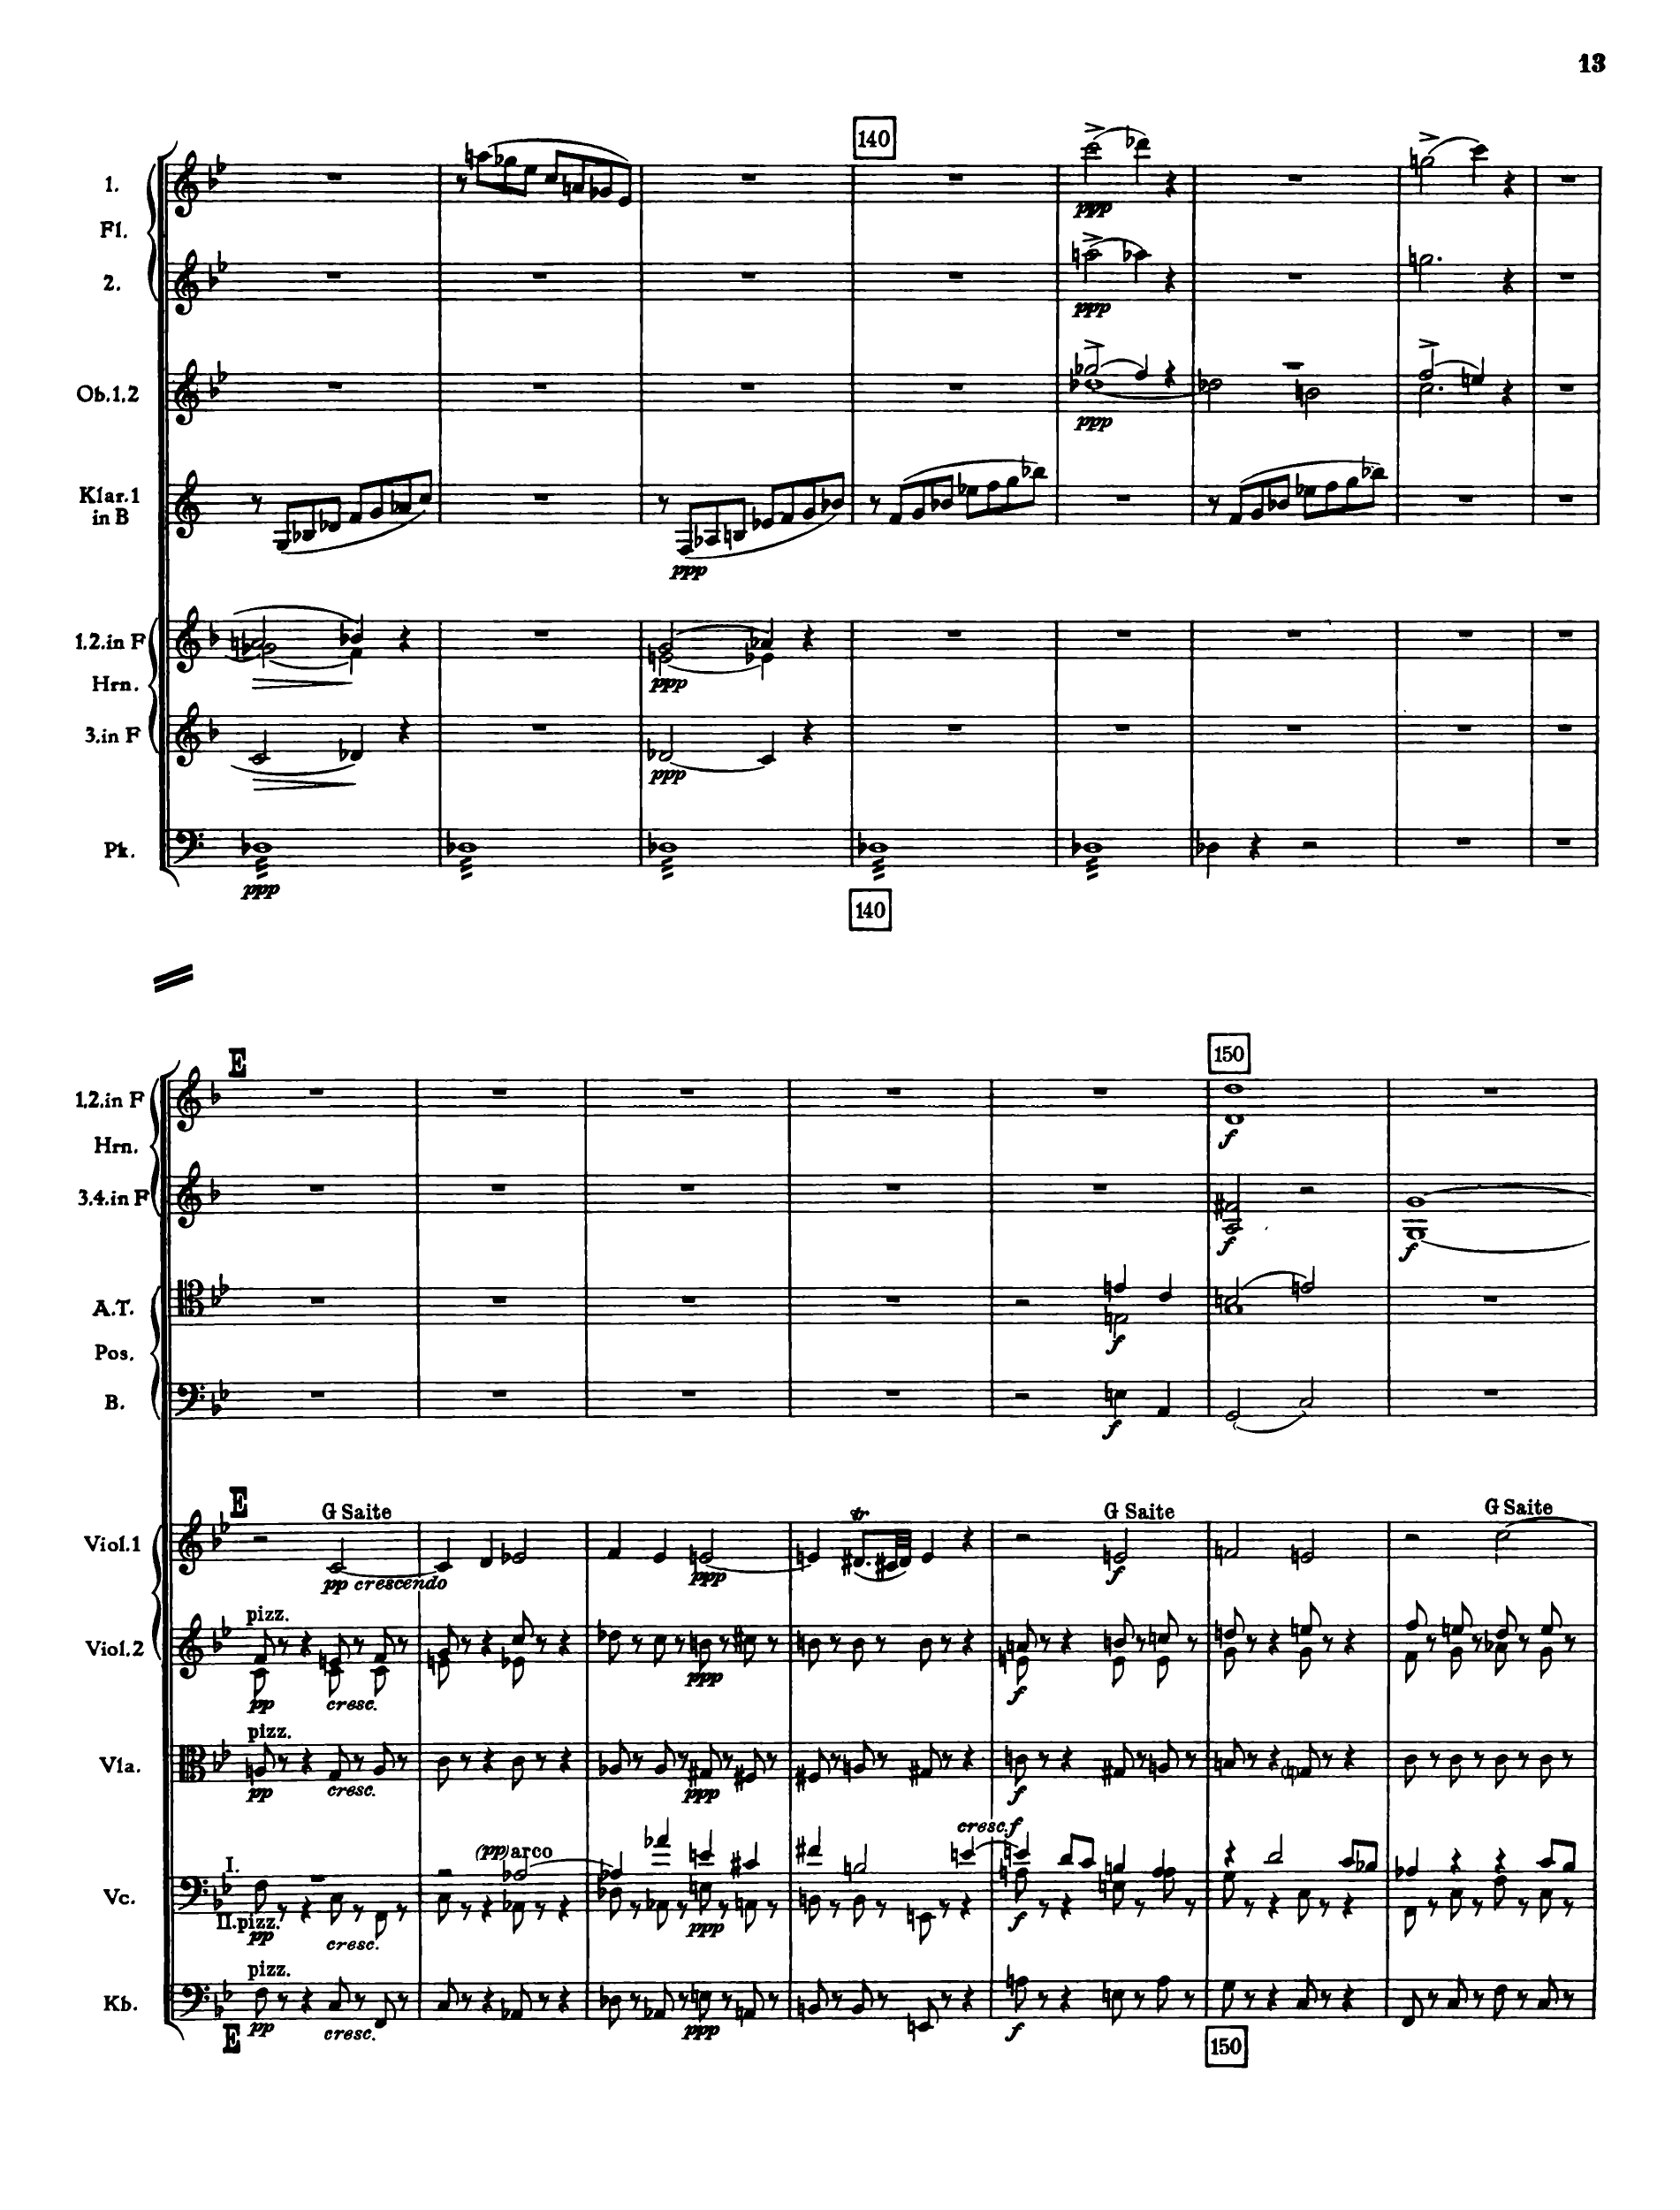 13
140
1.
Fl.
ppp
2.
ppp
Ob.1.2
ppp
Klar.1
in B
ppp
1.2.in F
ppp
Hrn.
3.in F
ppp
Pk.
ppp
140
E
150
1.2.in F
f
Hrn.
3.4.in F
f f
A.T.
f
Pos.
B.
f
E
G Saite G Saite G Saite
Viol.1
pp crescendo ppp f
pizz.
Viol.2
pp cresc. ppp f
pizz.
Vla.
pp cresc. ppp f
cresc. f
(pp) arco
I.
Vc.
II.pizz.
pp cresc. ppp f
pizz.
Kb.
pp cresc. ppp f
E
150